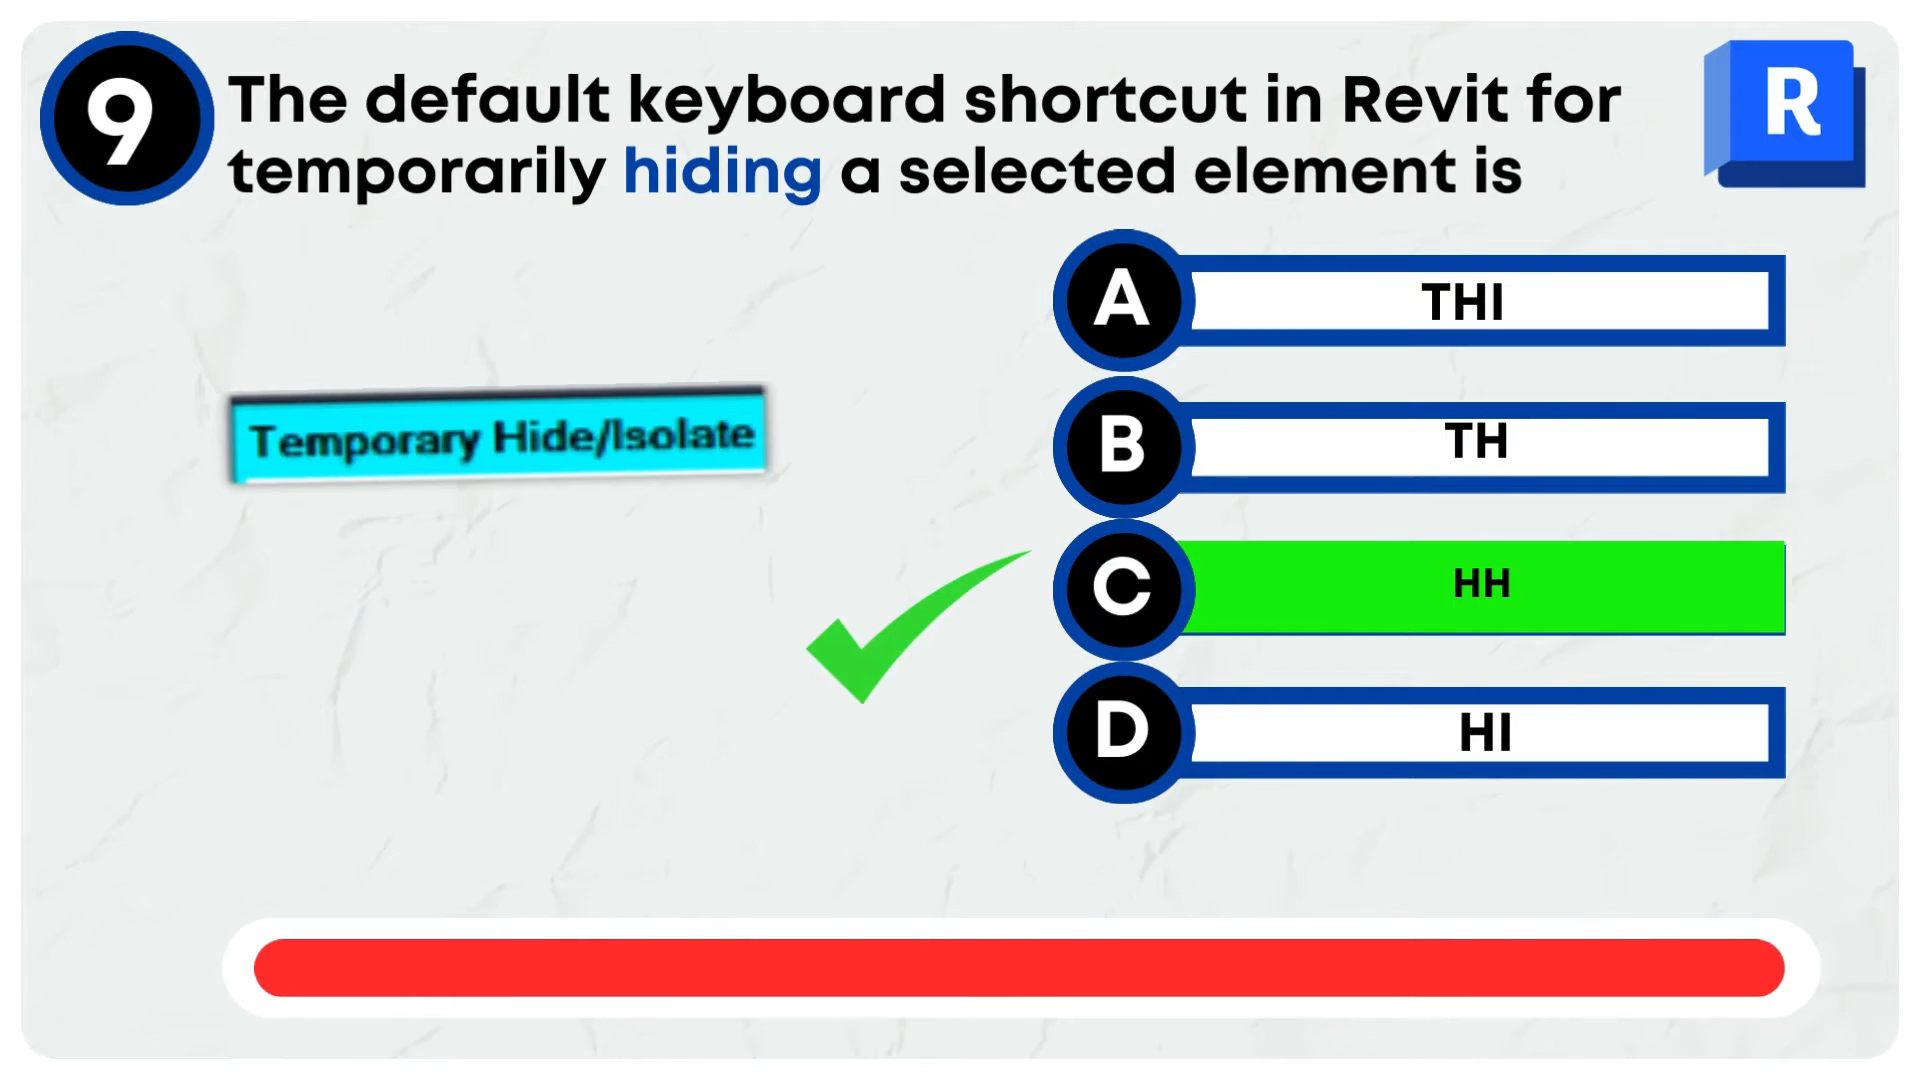 9
The default keyboard shortcut in Revit for
temporarily hiding a selected element is
R
Temporary Hide/Isolate
A THI
B TH
C HH
D HI